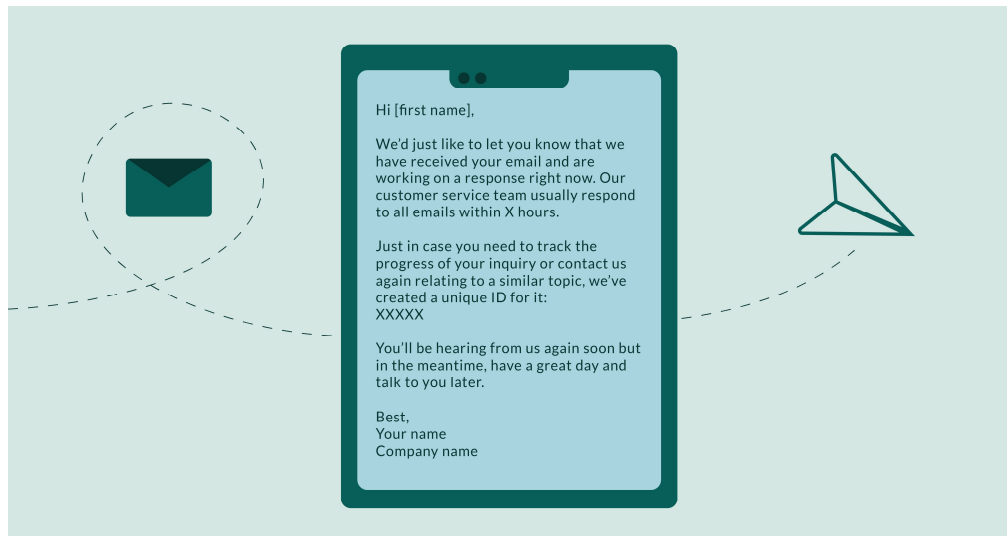 Hi [first name],
We'd just like to let you know that we
have received your email and are
working on a response right now. Our
customer service team usually respond
to all emails within X hours.
Just in case you need to track the
progress of your inquiry or contact us
again relating to a similar topic, we've
created a unique ID for it:
XXXXX
You'll be hearing from us again soon but
in the meantime, have a great day and
talk to you later.
Best,
Your name
Company name